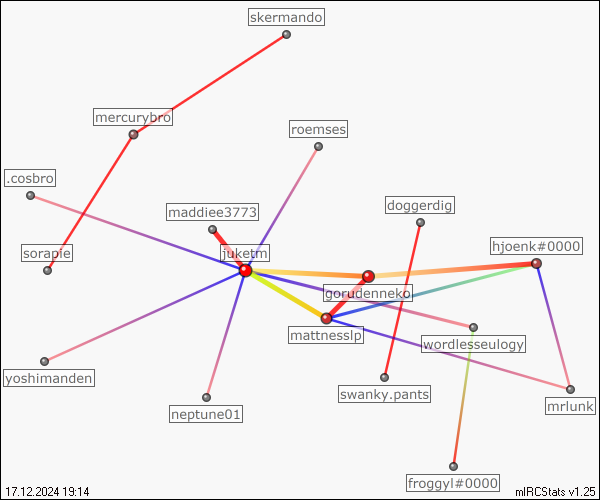 skermando
mercurybro
roemses
.cosbro
maddiee3773
doggerdig
sorapie
juketm
hjoenk#0000
goudenneko
mattnesslp
wordlesseulogy
yoshimanden
swanky.pants
mrlunk
neptune01
froggyl#0000
17.12.2024 19:14
mIRCStats v1.25